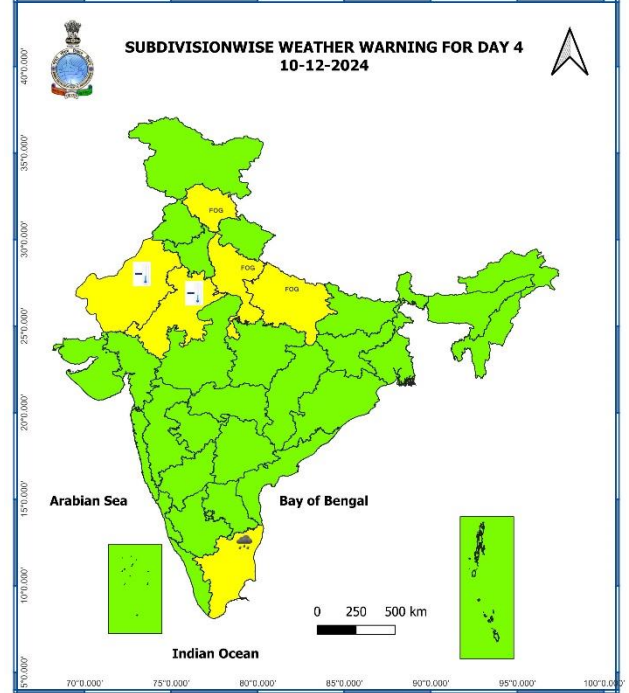 SUBDIVISIONWISE WEATHER WARNING FOR DAY 4
10-12-2024
40°0.000'
35°0.000'
30°0.000'
25°0.000'
20°0.000'
15°0.000'
10°0.000'
5°0.000'
FOG
FOG
FOG
Arabian Sea
Bay of Bengal
0 250 500 km
Indian Ocean
70°0.000' 75°0.000' 80°0.000' 85°0.000' 90°0.000' 95°0.000' 100°0.000'